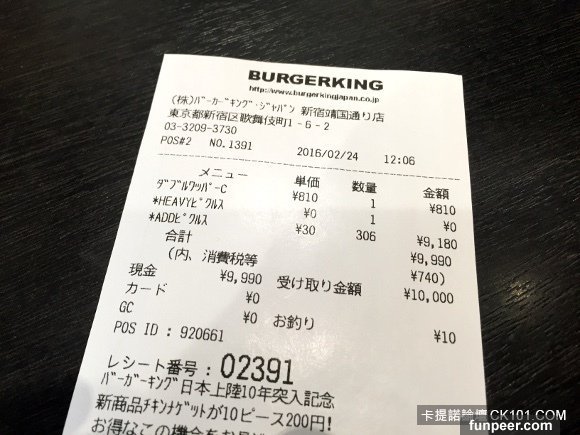 BURGERKING
http://www.burgerkingjapan.co.jp
(株)ﾊﾞｰｶﾞｰｷﾝｸﾞ･ｼﾞｬﾊﾟﾝ 新宿靖国通り店
東京都新宿区歌舞伎町1-6-2
03-3209-3730
POS#2 NO.1391 2016/02/24 12:06
メニュー 単価 数量 金額
ﾀﾞﾌﾞﾙﾜｯﾊﾟｰC ¥810 1 ¥810
*HEAVYﾋﾟｸﾙｽ ¥0 1 ¥0
*ADDﾋﾟｸﾙｽ ¥30 306 ¥9,180
合計 ¥9,990
(内、消費税等 ¥740)
現金 ¥9,990 受け取り金額 ¥10,000
カード ¥0
GC ¥0 お釣り ¥10
POS ID : 920661
レシート番号: 02391
ﾊﾞｰｶﾞｰｷﾝｸﾞ日本上陸10年突入記念
新商品ﾁｷﾝﾅｹﾞｯﾄが10ピース200円!
お得なこの機会をお
卡提諾論壇 CK101.COM
funpeer.com